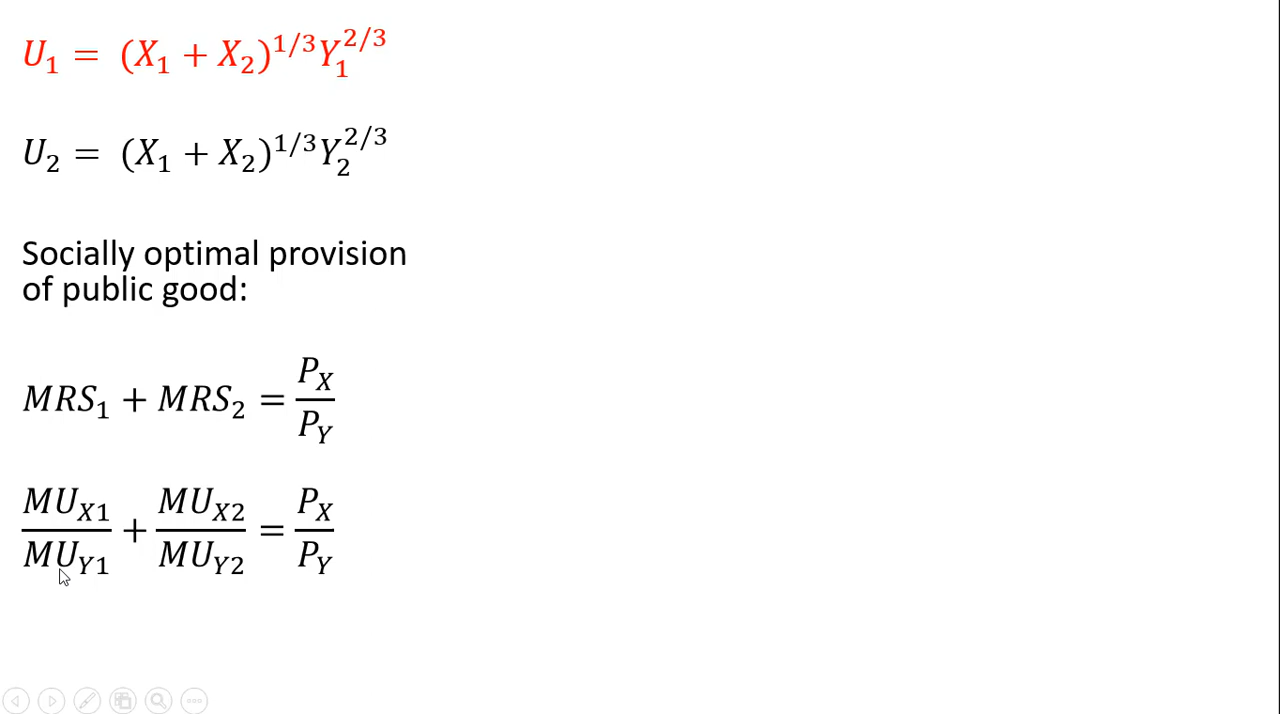 U₁ = (X₁ + X₂)^{1/3} Y₁^{2/3}
U₂ = (X₁ + X₂)^{1/3} Y₂^{2/3}
Socially optimal provision
of public good:
MRS₁ + MRS₂ = P_X / P_Y
MU_{X1} / MU_{Y1} + MU_{X2} / MU_{Y2} = P_X / P_Y